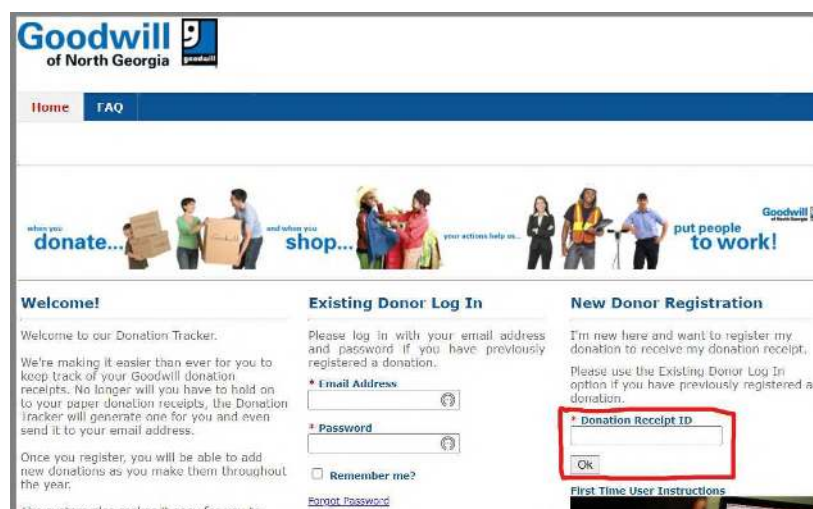 Goodwill
of North Georgia
goodwill
Home FAQ
when you
donate...
Goodwill
and when you
shop...
your actions help us...
put people
to work!
Goodwill
of North Georgia
Welcome!
Welcome to our Donation Tracker.
We're making it easier than ever for you to
keep track of your Goodwill donation
receipts. No longer will you have to hold on
to your paper donation receipts, the Donation
Tracker will generate one for you and even
send it to your email address.
Once you register, you will be able to add
new donations as you make them throughout
the year.
Existing Donor Log In
Please log in with your email address
and password if you have previously
registered a donation.
* Email Address
* Password
Remember me?
Forgot Password
New Donor Registration
I'm new here and want to register my
donation to receive my donation receipt.
Please use the Existing Donor Log In
option if you have previously registered a
donation.
* Donation Receipt ID
Ok
First Time User Instructions